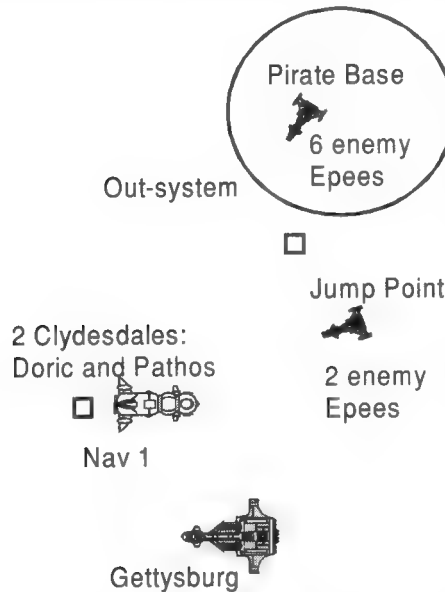 Pirate Base
6 enemy
Epees
Out-system
Jump Point
2 Clydesdales:
Doric and Pathos
2 enemy
Epees
Nav 1
Gettysburg